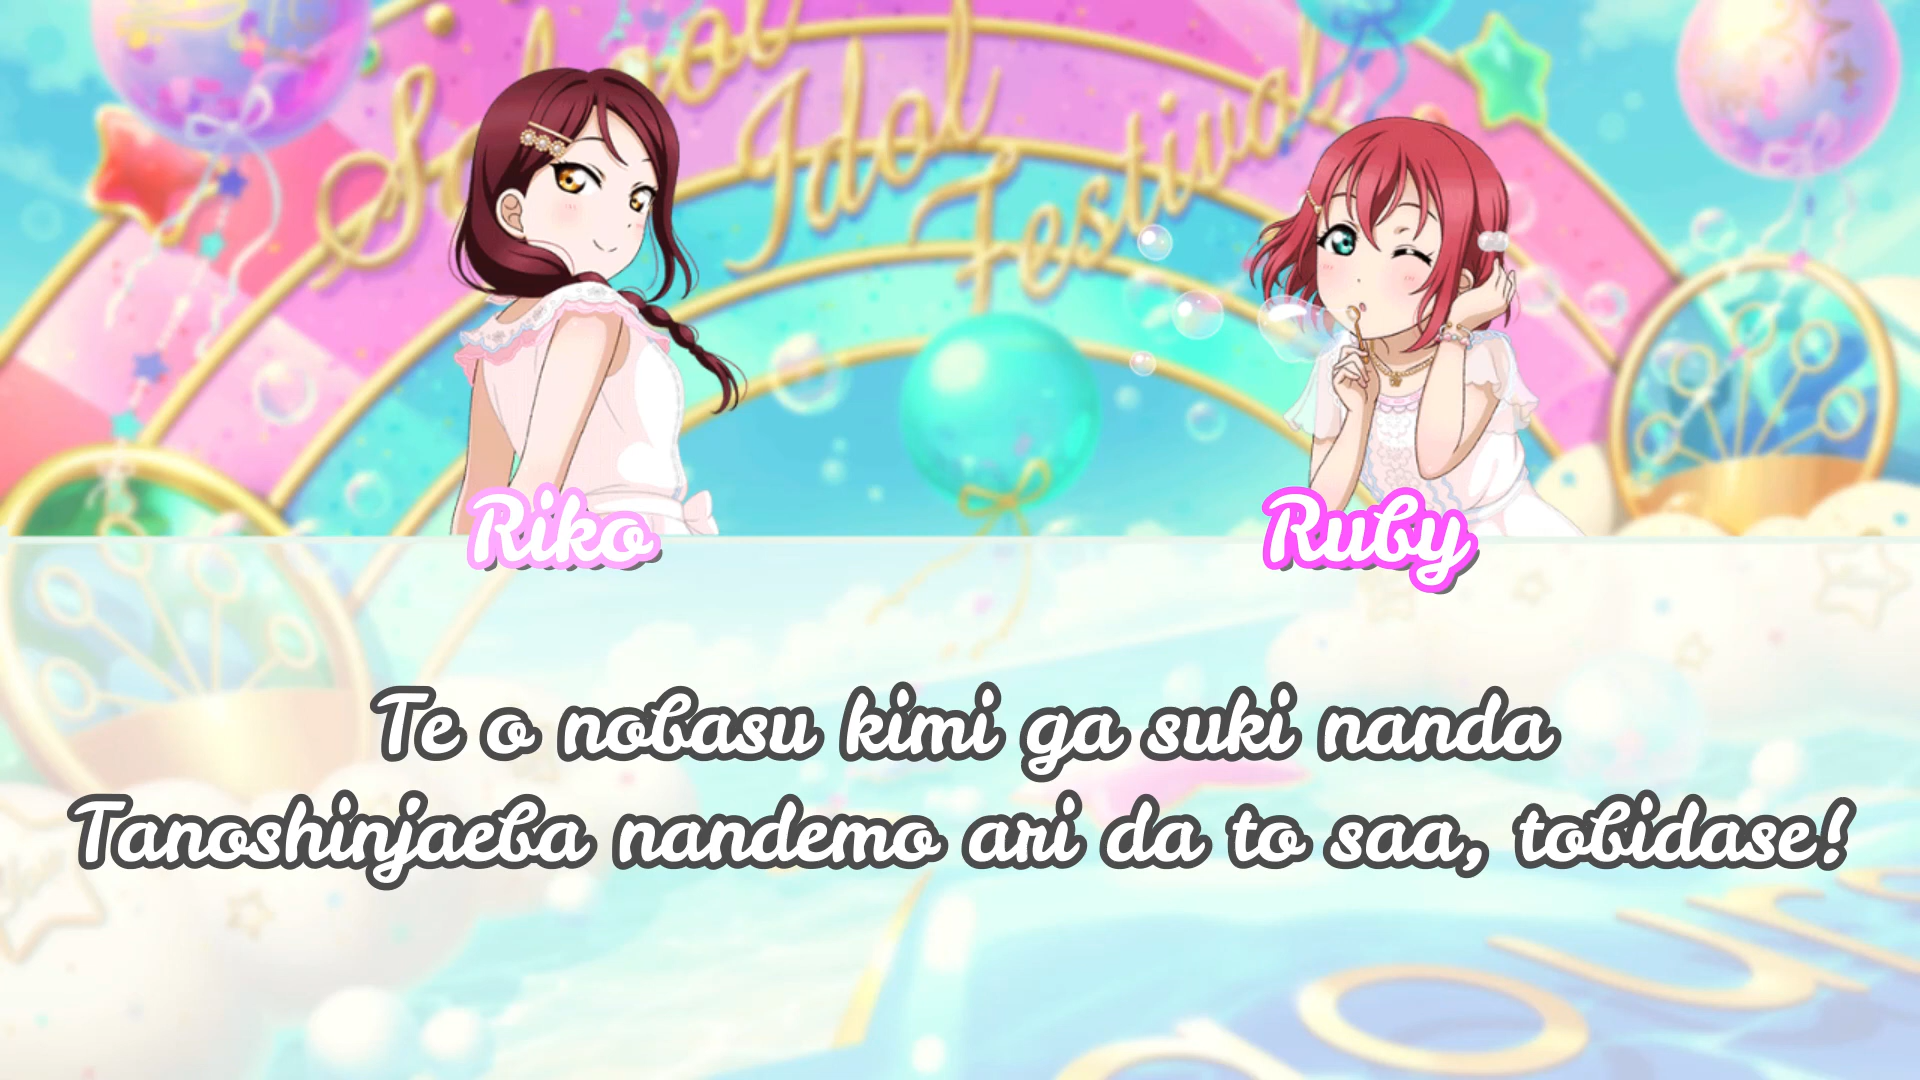 School
Idol
Festival
Riko
Ruby
Te o nobasu kimi ga suki nanda
Tanoshinjaeba nandemo ari da to saa, tobidase!